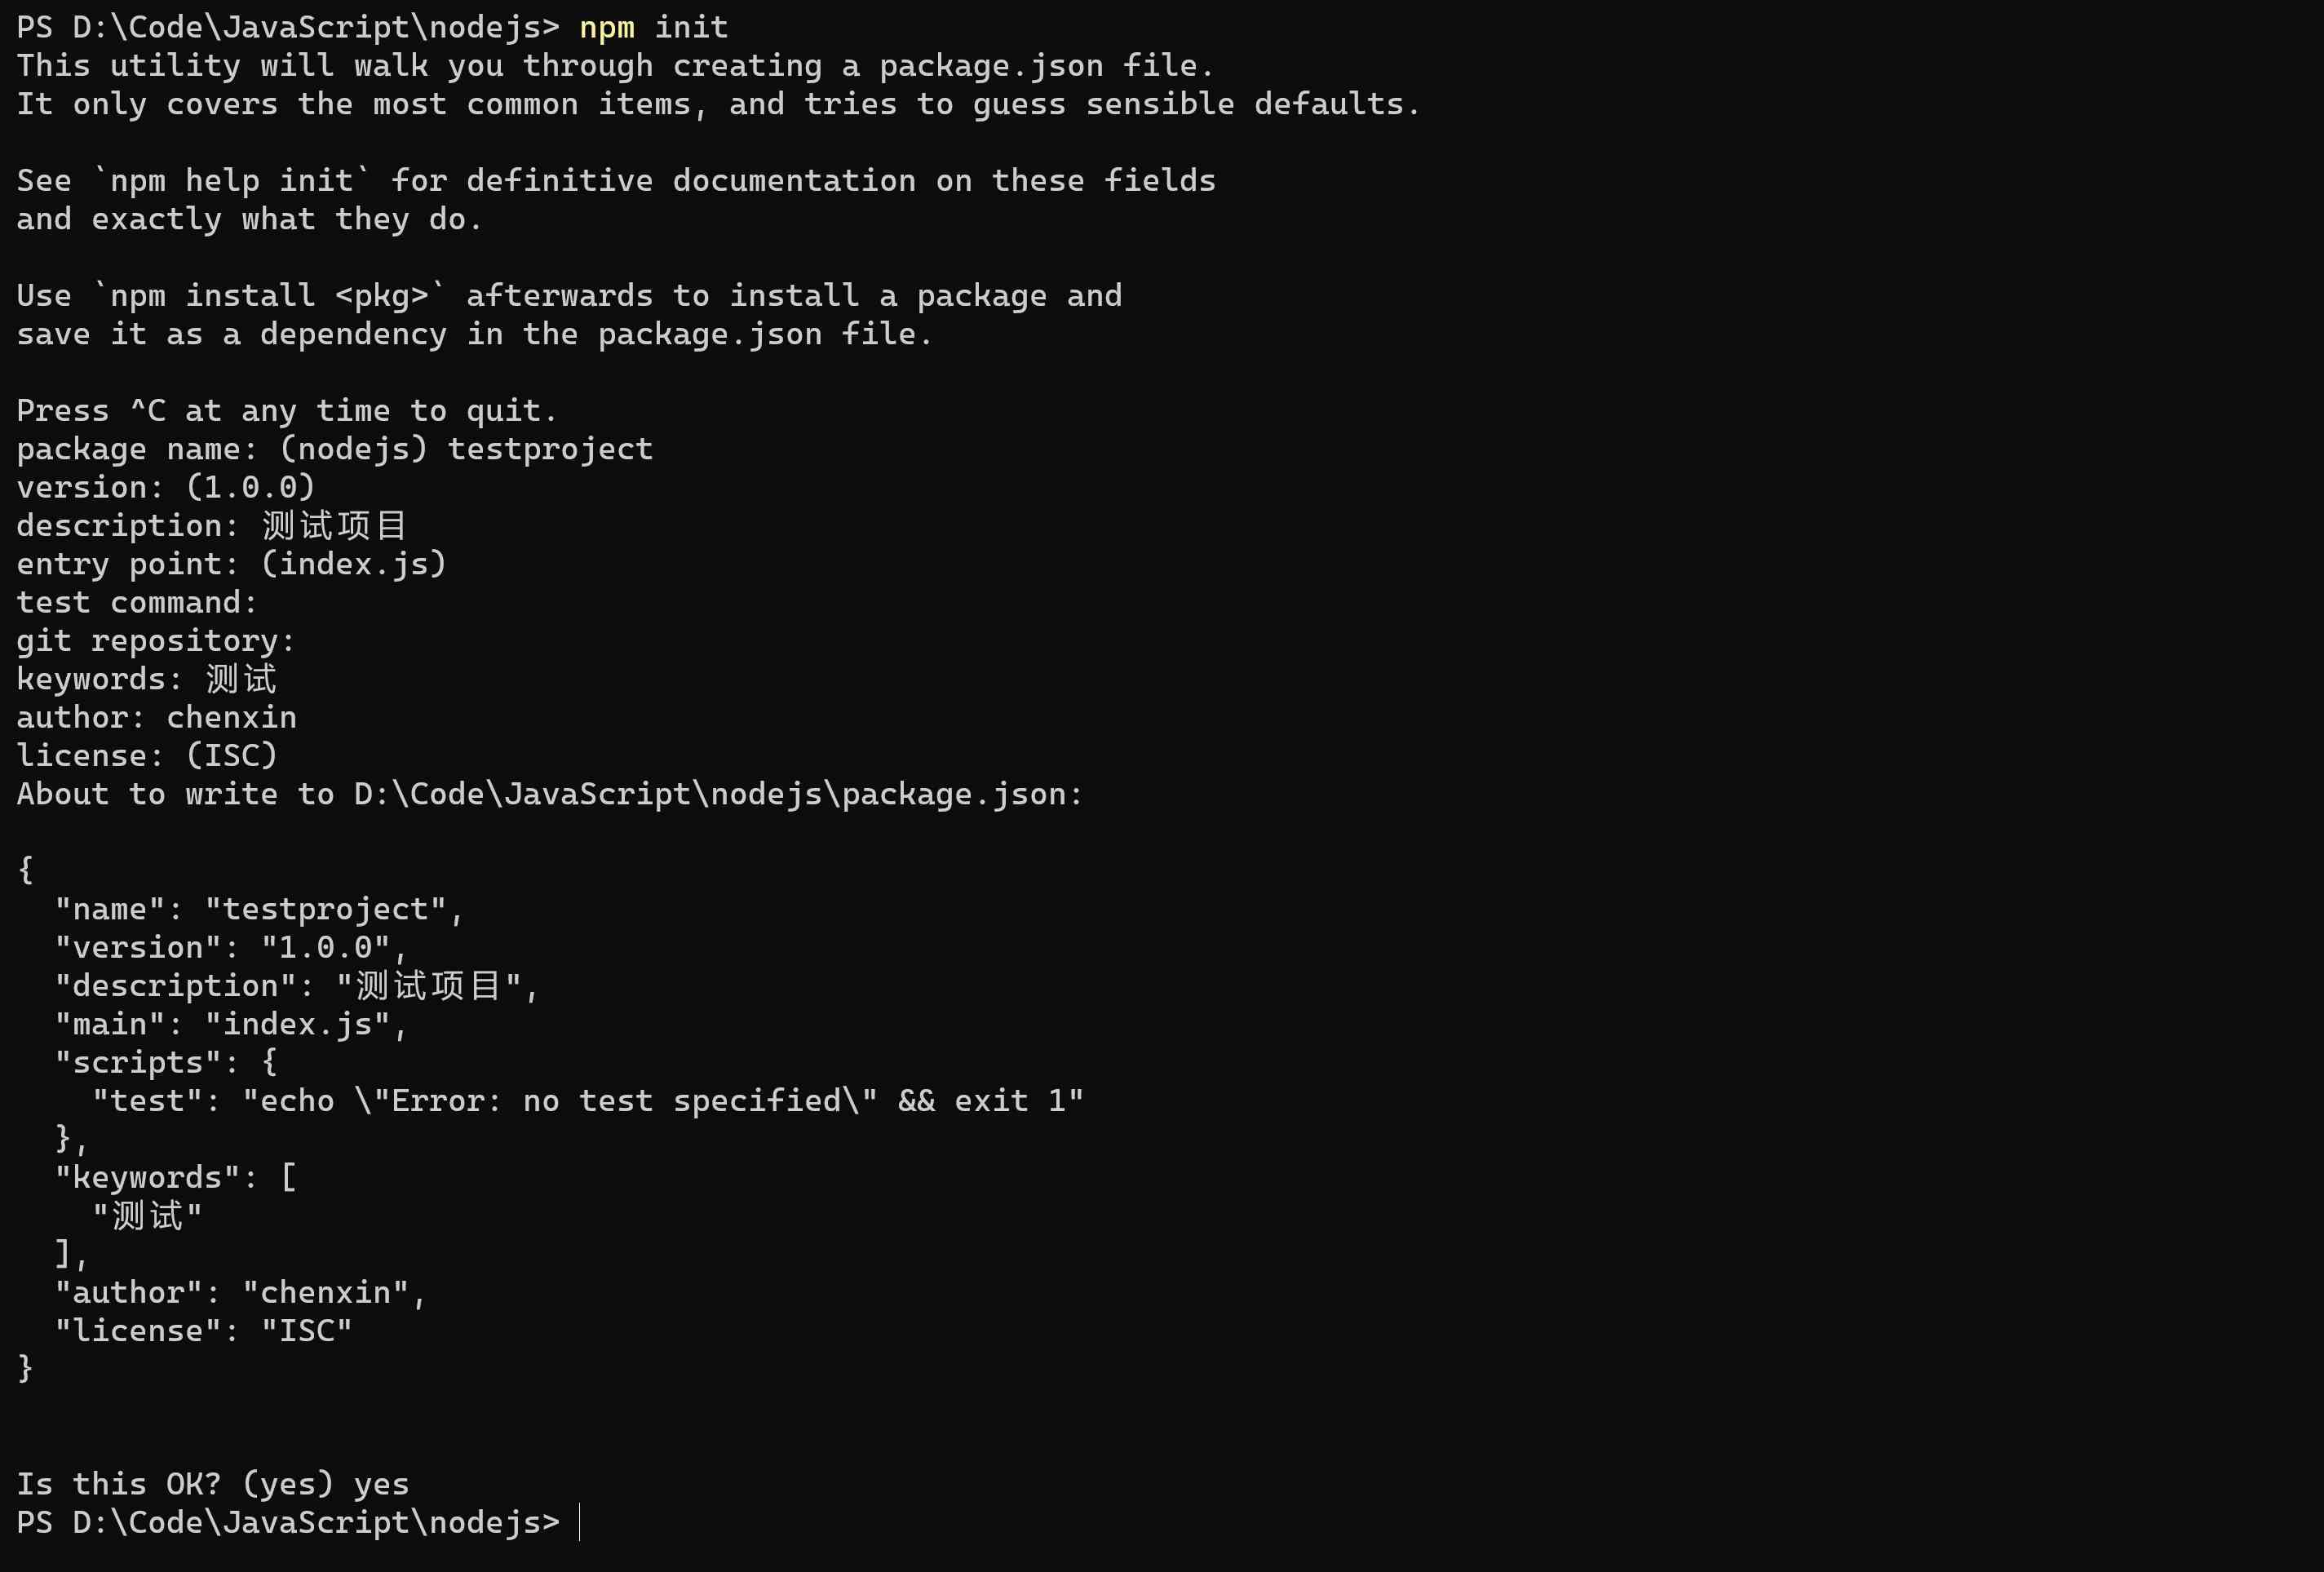 PS D:\Code\JavaScript\nodejs> npm init
This utility will walk you through creating a package.json file.
It only covers the most common items, and tries to guess sensible defaults.

See `npm help init` for definitive documentation on these fields
and exactly what they do.

Use `npm install <pkg>` afterwards to install a package and
save it as a dependency in the package.json file.

Press ^C at any time to quit.
package name: (nodejs) testproject
version: (1.0.0)
description: 测试项目
entry point: (index.js)
test command:
git repository:
keywords: 测试
author: chenxin
license: (ISC)
About to write to D:\Code\JavaScript\nodejs\package.json:

{
  "name": "testproject",
  "version": "1.0.0",
  "description": "测试项目",
  "main": "index.js",
  "scripts": {
    "test": "echo \"Error: no test specified\" && exit 1"
  },
  "keywords": [
    "测试"
  ],
  "author": "chenxin",
  "license": "ISC"
}

Is this OK? (yes) yes
PS D:\Code\JavaScript\nodejs>